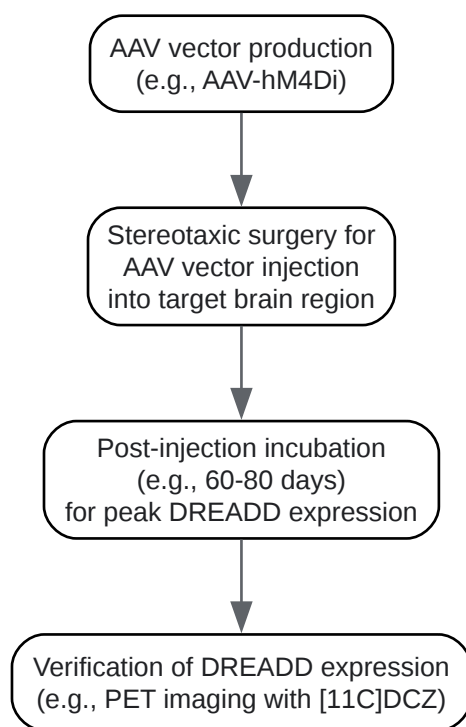 AAV vector production
(e.g., AAV-hM4Di)
Stereotaxic surgery for
AAV vector injection
into target brain region
Post-injection incubation
(e.g., 60-80 days)
for peak DREADD expression
Verification of DREADD expression
(e.g., PET imaging with [11C]DCZ)